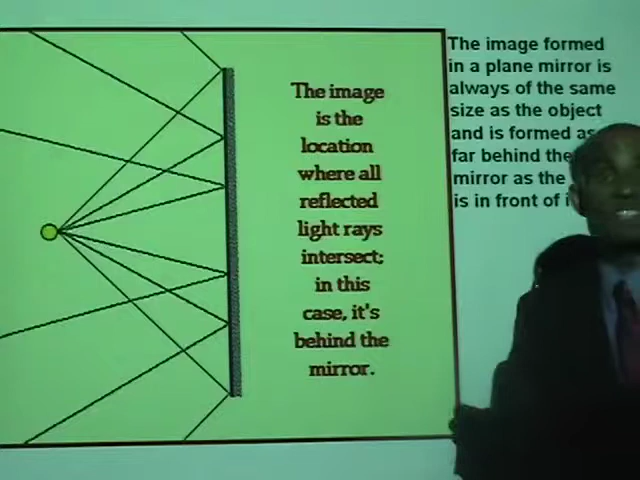 The image
is the
location
where all
reflected
light rays
intersect;
in this
case, it's
behind the
mirror.
The image formed
in a plane mirror is
always of the same
size as the object
and is formed as
far behind the
mirror as the
is in front of